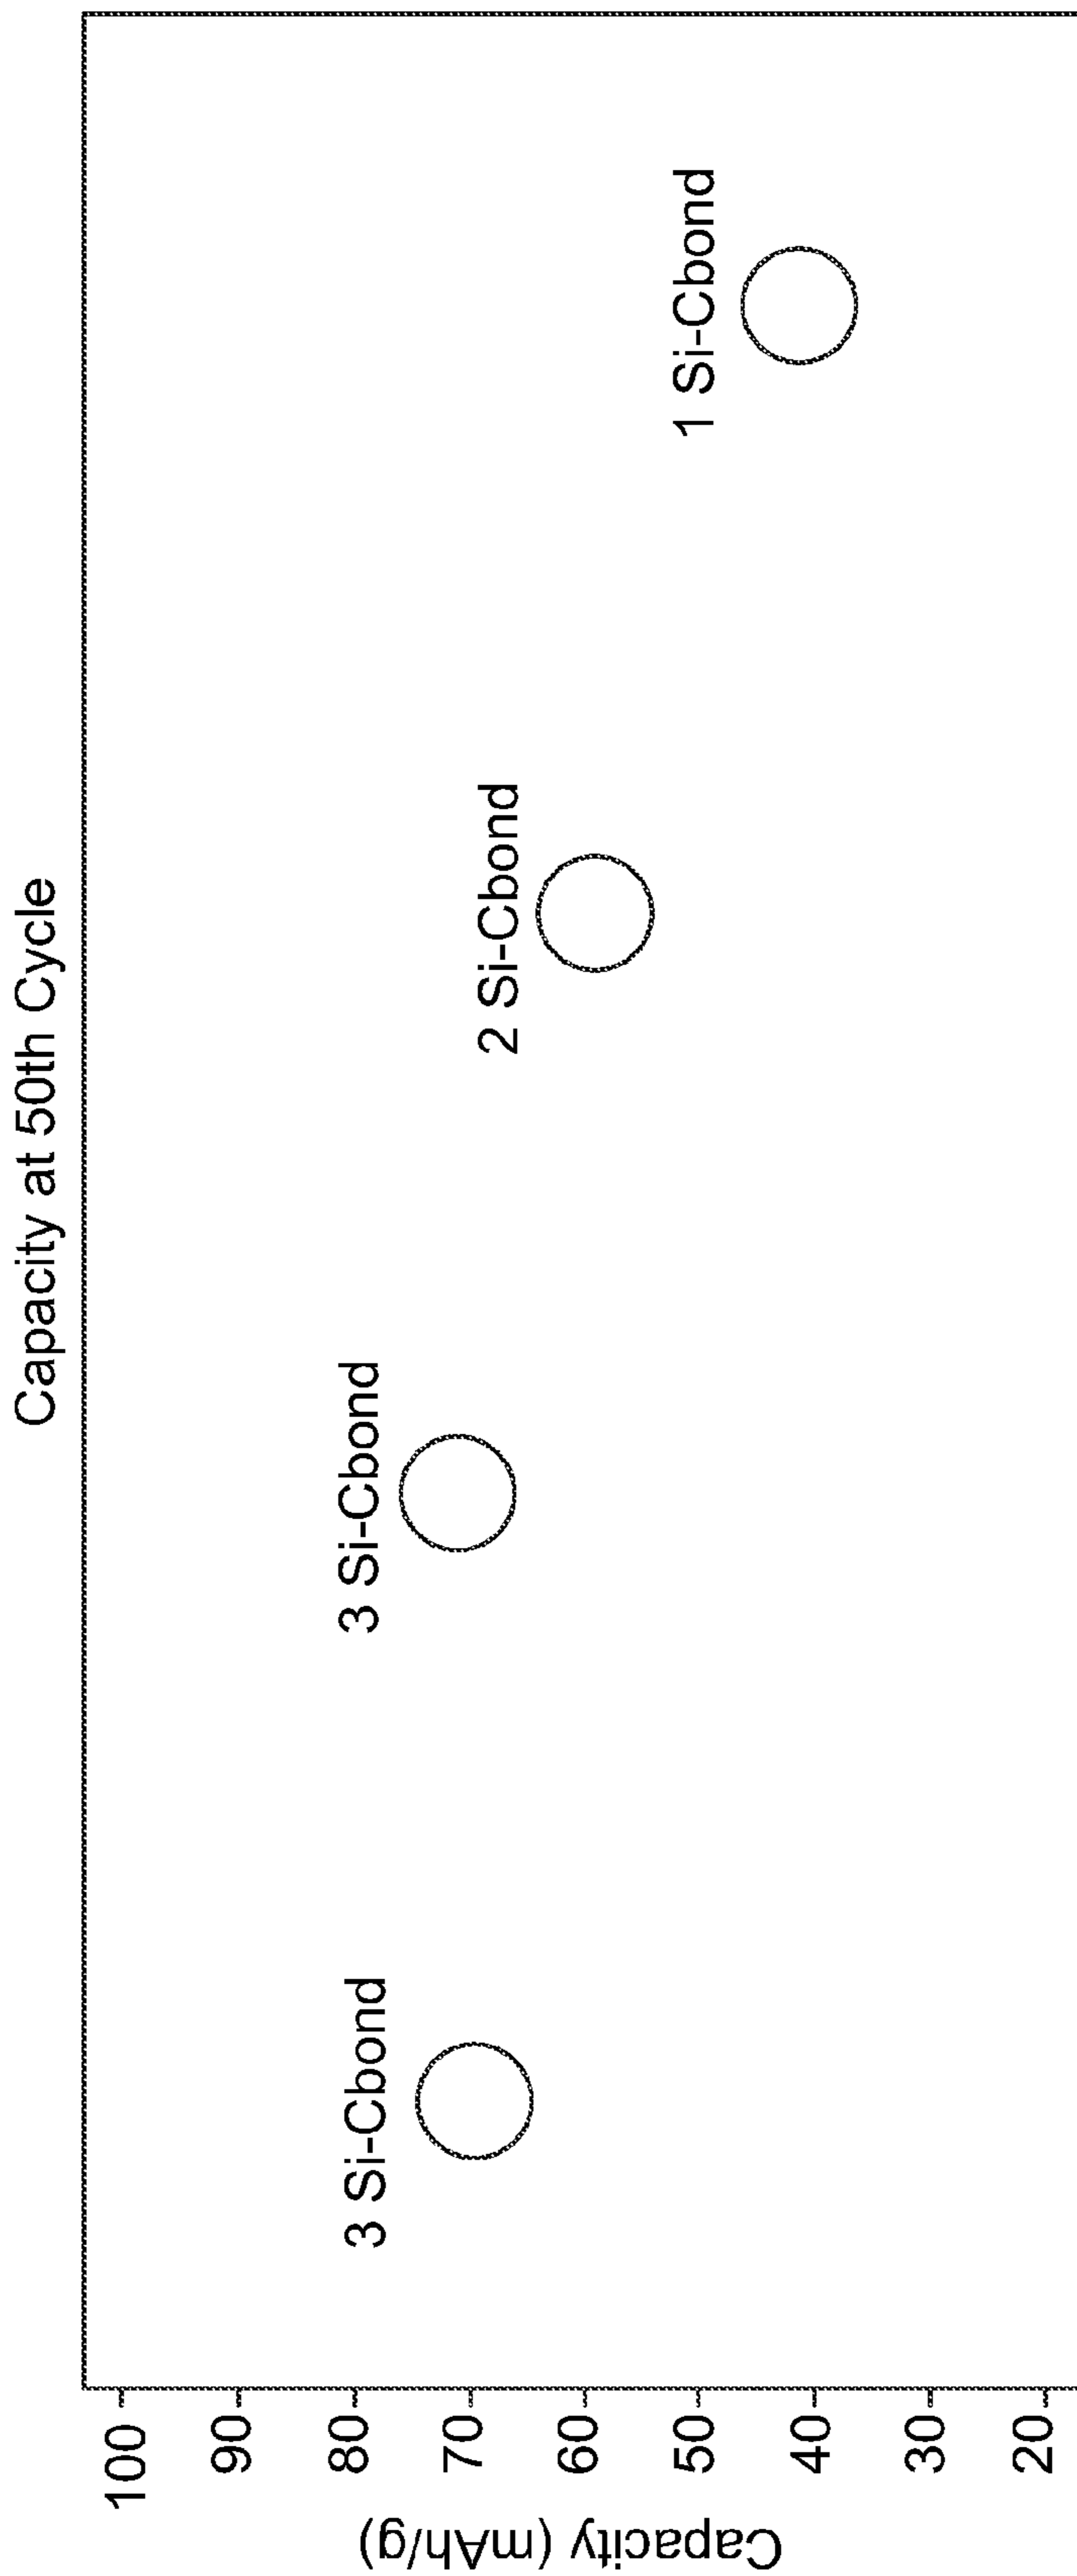 Capacity at 50th Cycle
Capacity (mAh/g)
100
90
80
70
60
50
40
30
20
3 Si-Cbond
3 Si-Cbond
2 Si-Cbond
1 Si-Cbond